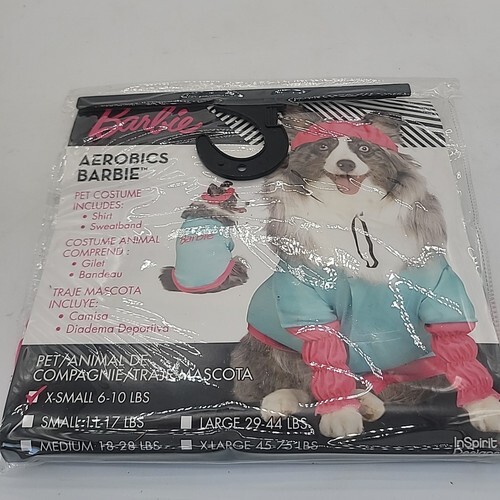 Barbie
AEROBICS
BARBIE™
PET COSTUME
INCLUDES:
• Shirt
• Sweatband
COSTUME ANIMAL
COMPREND :
• Gilet
• Bandeau
TRAJE MASCOTA
INCLUYE:
• Camisa
• Diadema Deportiva
Barbie
PET/ANIMAL DE
COMPAGNIE/TRAJE MASCOTA
X-SMALL 6-10 LBS
SMALL 11-17 LBS
LARGE 29-44 LBS
MEDIUM 18-28 LBS
X-LARGE 45-75 LBS
InSpirit
Designs